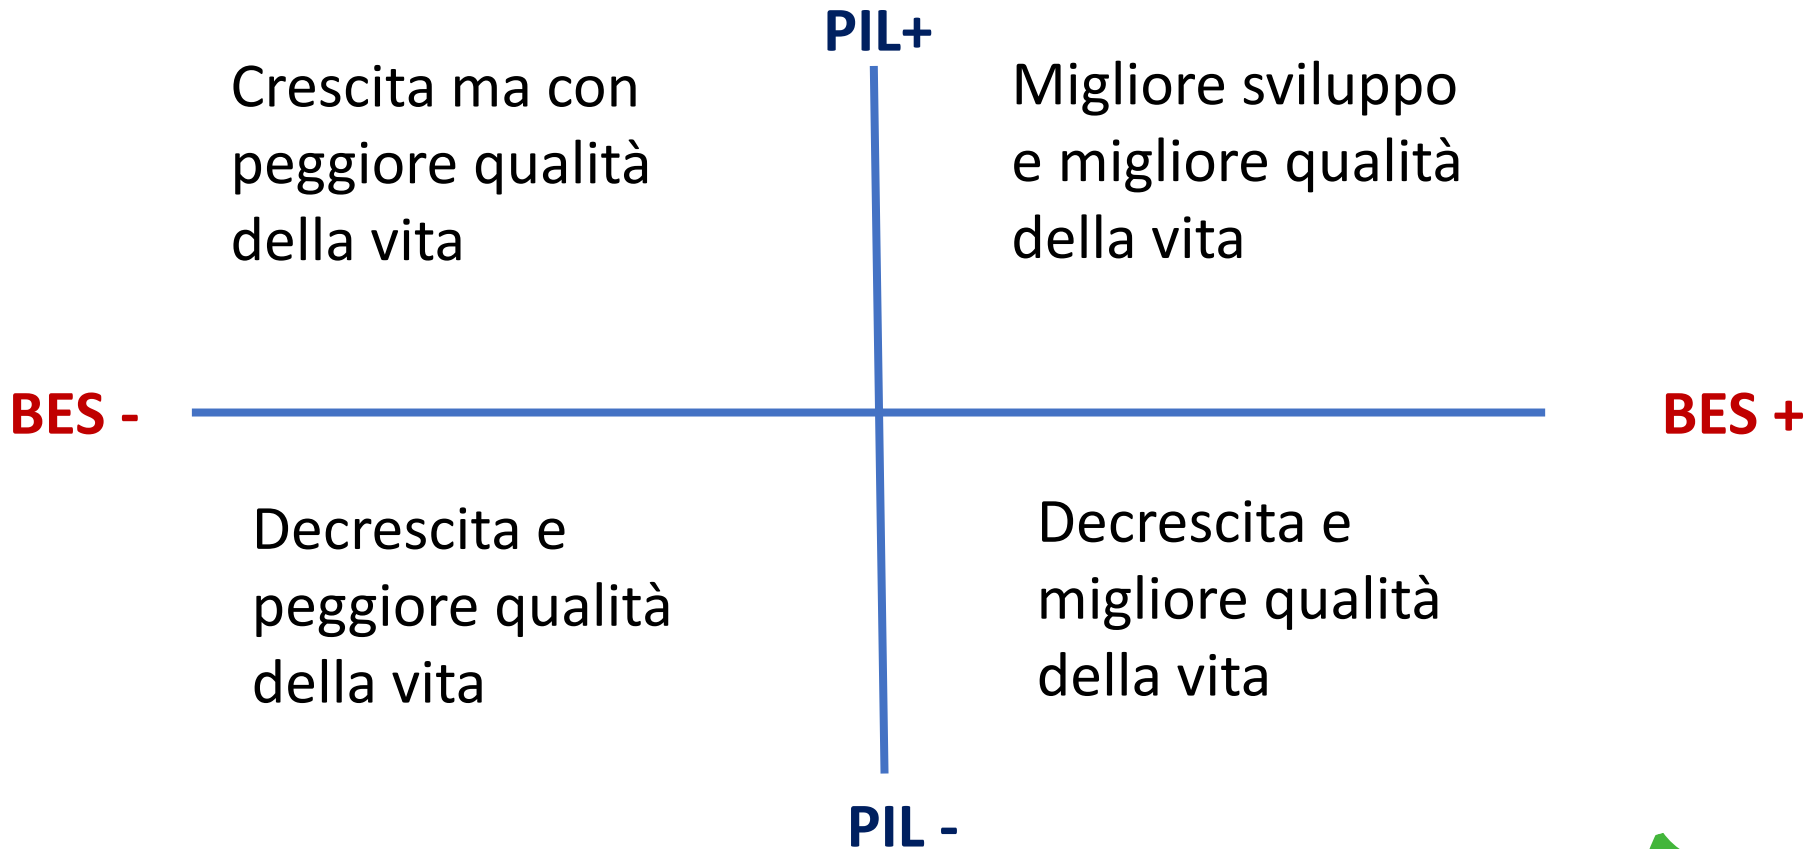 PIL+
Crescita ma con
peggiore qualità
della vita
Migliore sviluppo
e migliore qualità
della vita
BES -
BES +
Decrescita e
peggiore qualità
della vita
Decrescita e
migliore qualità
della vita
PIL -